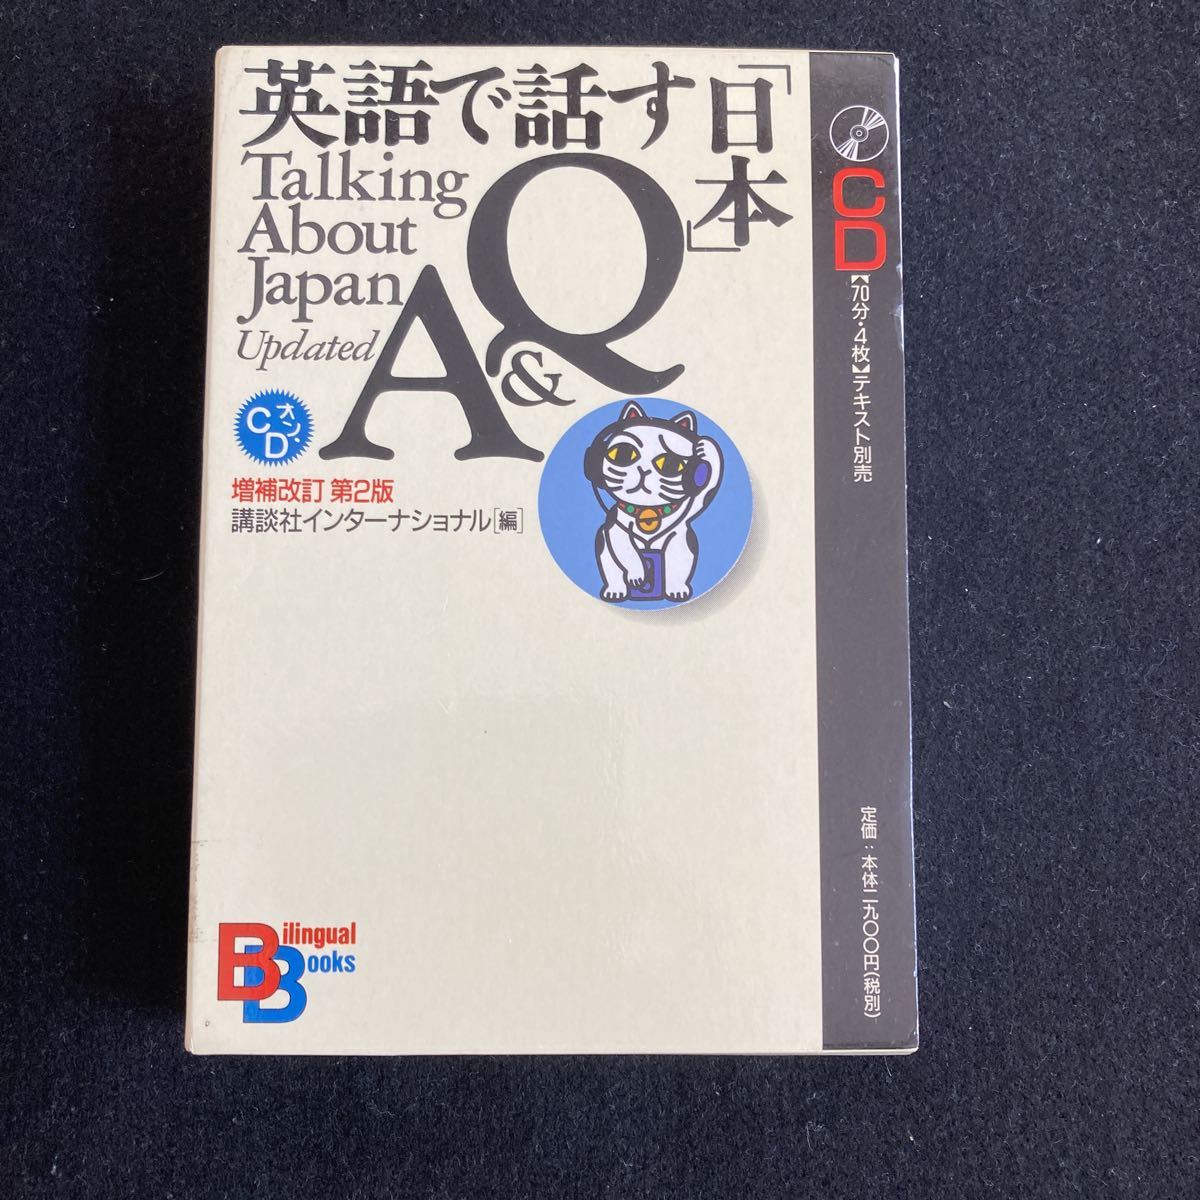 英語で話す「日本」
Talking
About
Japan
Updated
Q&A
オン・
CD
増補改訂 第2版
講談社インターナショナル[編]
CD
【70分・4枚】テキスト別売
定価：本体二九〇〇円(税別)
Bilingual
Books